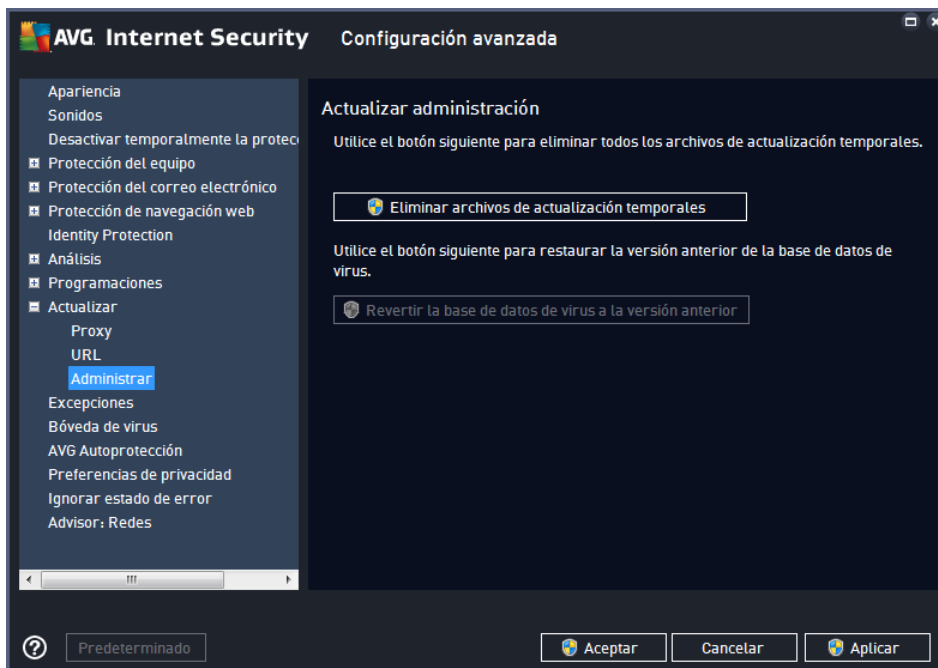 AVG. Internet Security Configuración avanzada
Apariencia
Sonidos
Desactivar temporalmente la protec
Protección del equipo
Protección del correo electrónico
Protección de navegación web
Identity Protection
Análisis
Programaciones
Actualizar
Proxy
URL
Administrar
Excepciones
Bóveda de virus
AVG Autoprotección
Preferencias de privacidad
Ignorar estado de error
Advisor: Redes
Actualizar administración
Utilice el botón siguiente para eliminar todos los archivos de actualización temporales.
Eliminar archivos de actualización temporales
Utilice el botón siguiente para restaurar la versión anterior de la base de datos de
virus.
Revertir la base de datos de virus a la versión anterior
Predeterminado
Aceptar
Cancelar
Aplicar